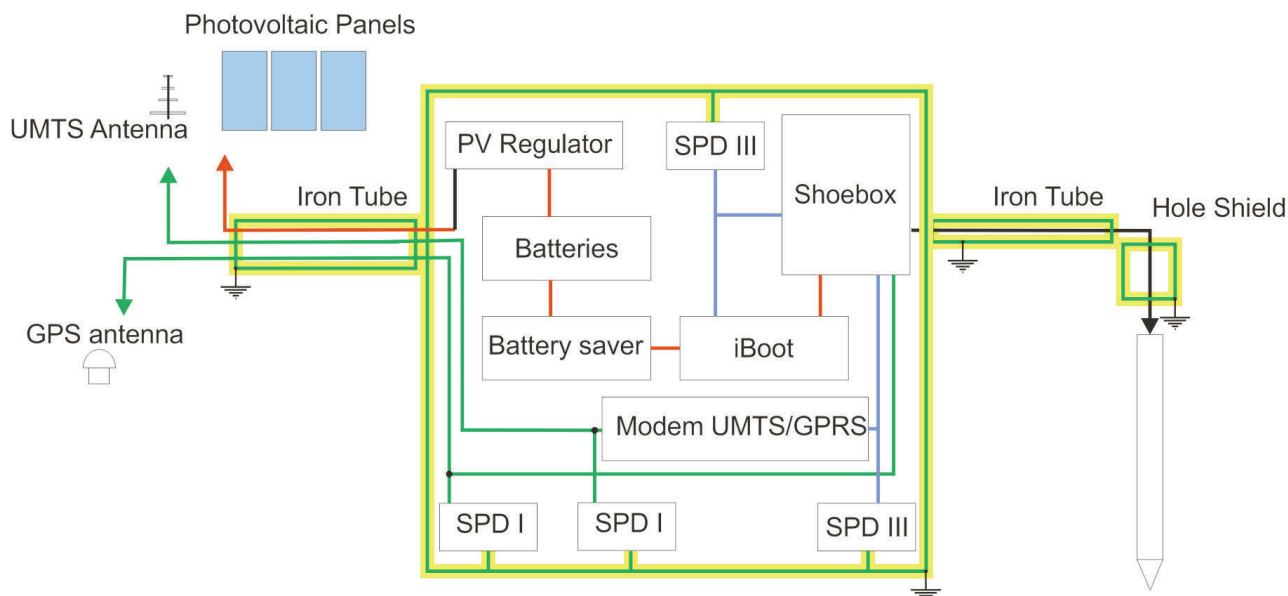 Photovoltaic Panels
UMTS Antenna
PV Regulator
SPD III
Shoebox
Iron Tube
Iron Tube
Hole Shield
Batteries
GPS antenna
Battery saver
iBoot
Modem UMTS/GPRS
SPD I
SPD I
SPD III